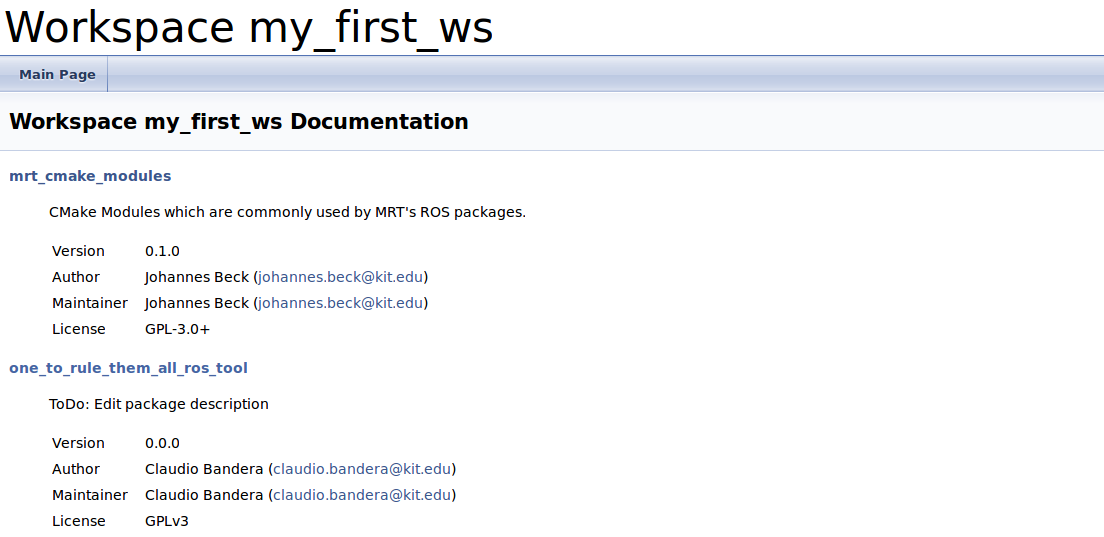 Workspace my_first_ws
Main Page
Workspace my_first_ws Documentation
mrt_cmake_modules
CMake Modules which are commonly used by MRT's ROS packages.
Version 0.1.0
Author Johannes Beck (johannes.beck@kit.edu)
Maintainer Johannes Beck (johannes.beck@kit.edu)
License GPL-3.0+
one_to_rule_them_all_ros_tool
ToDo: Edit package description
Version 0.0.0
Author Claudio Bandera (claudio.bandera@kit.edu)
Maintainer Claudio Bandera (claudio.bandera@kit.edu)
License GPLv3